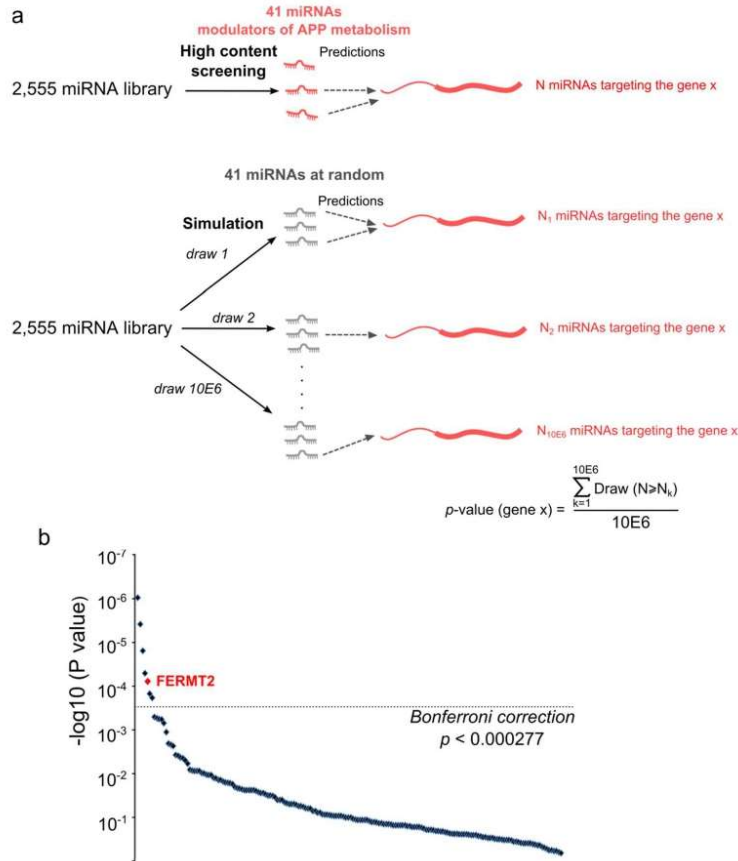 a
41 miRNAs
modulators of APP metabolism
High content
screening
Predictions
2,555 miRNA library
N miRNAs targeting the gene x
41 miRNAs at random
Predictions
Simulation
draw 1
N1 miRNAs targeting the gene x
2,555 miRNA library
draw 2
N2 miRNAs targeting the gene x
.
.
.
.
draw 10E6
N10E6 miRNAs targeting the gene x
10E6
∑ Draw (N⩾Nk)
k=1
p-value (gene x) =
10E6
b
-log10 (P value)
10-7
10-6
10-5
10-4
FERMT2
Bonferroni correction
10-3
p < 0.000277
10-2
10-1